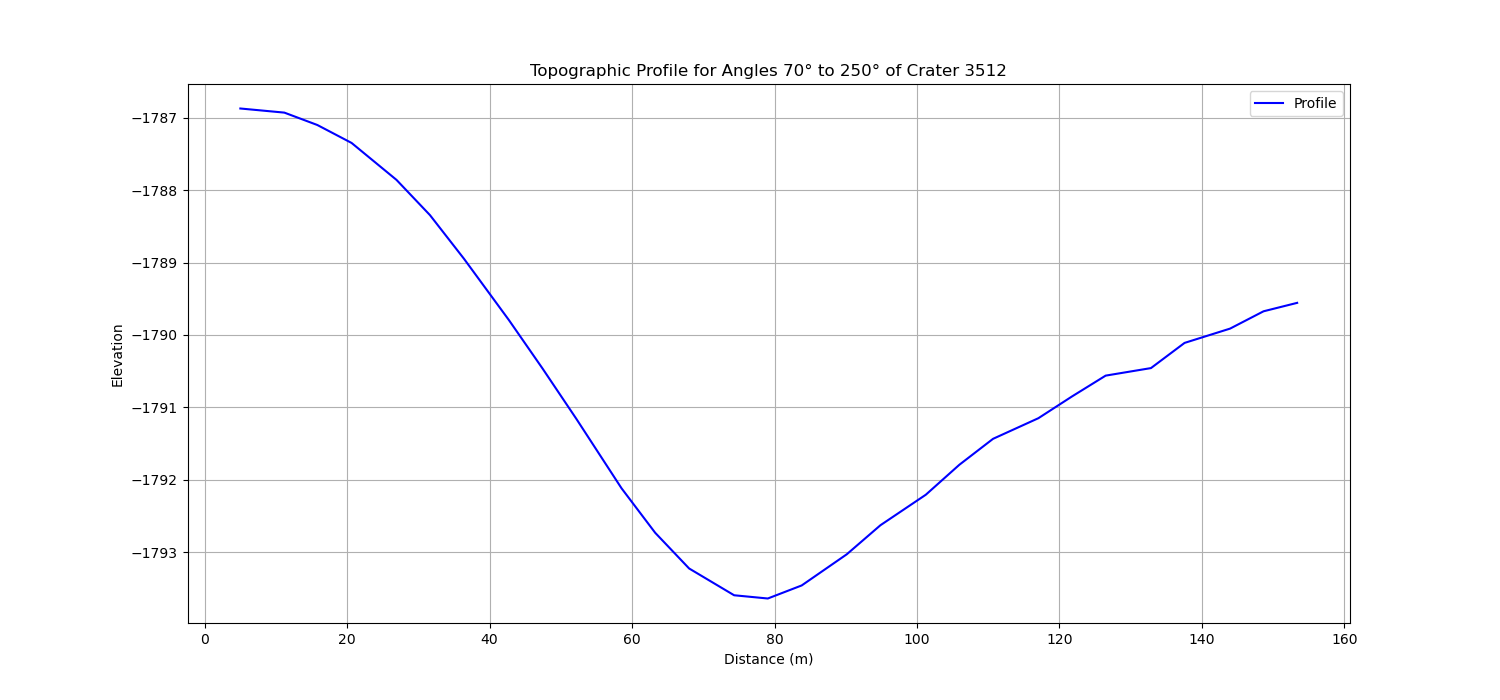 Topographic Profile for Angles 70° to 250° of Crater 3512
Profile
−1787
−1788
−1789
−1790
−1791
−1792
−1793
Elevation
0 20 40 60 80 100 120 140 160
Distance (m)